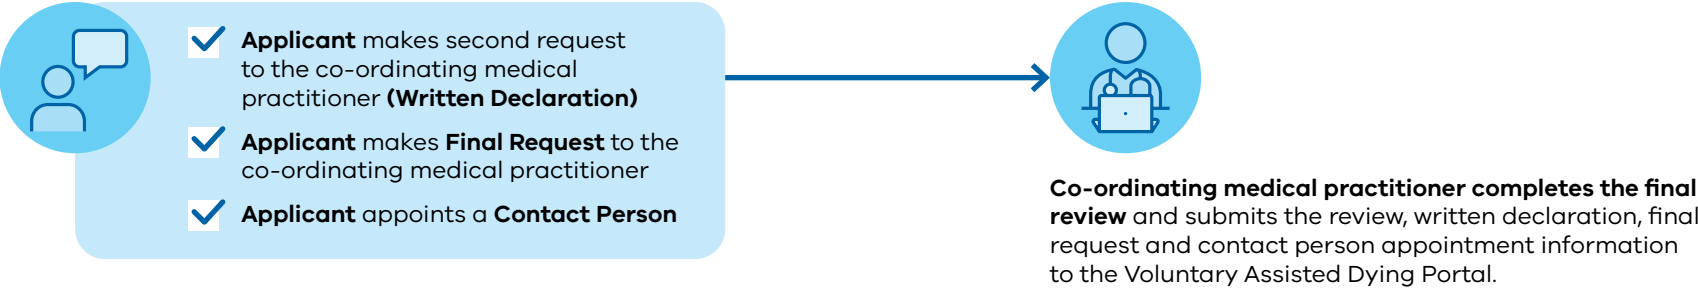 Applicant makes second request
to the co-ordinating medical
practitioner (Written Declaration)
Applicant makes Final Request to the
co-ordinating medical practitioner
Applicant appoints a Contact Person
Co-ordinating medical practitioner completes the final
review and submits the review, written declaration, final
request and contact person appointment information
to the Voluntary Assisted Dying Portal.